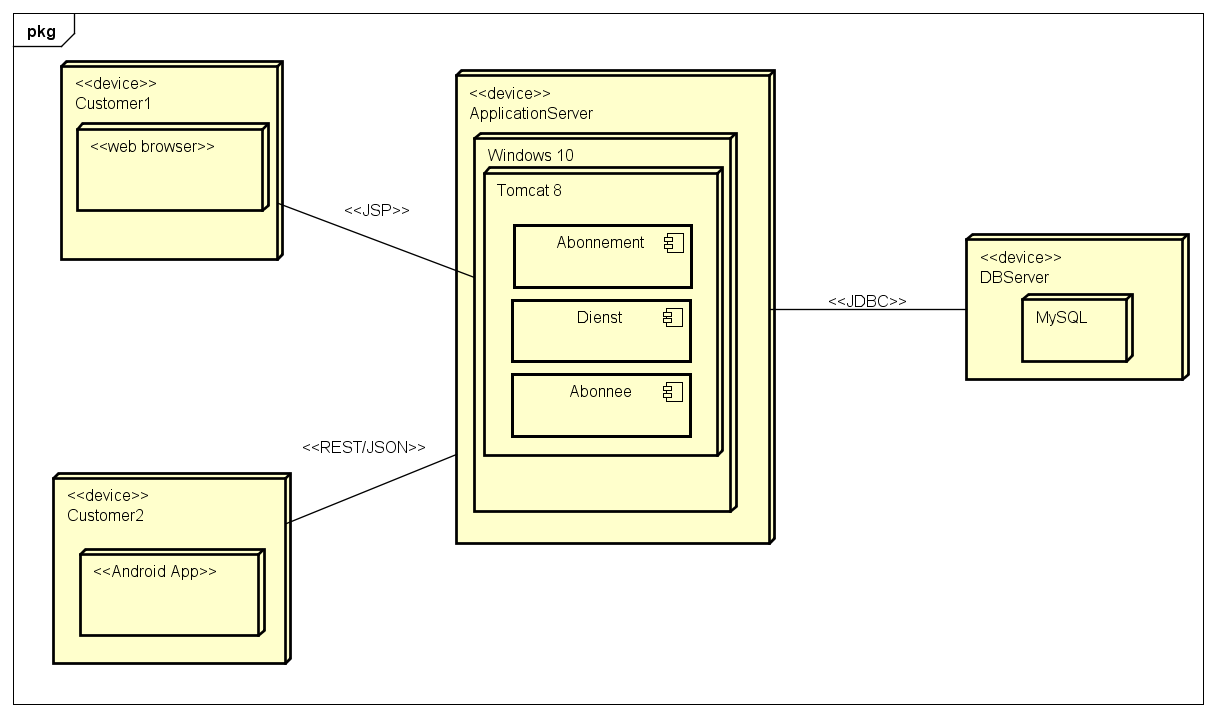 pkg
<<device>>
Customer1
<<web browser>>
<<JSP>>
<<device>>
ApplicationServer
Windows 10
Tomcat 8
Abonnement
Dienst
Abonnee
<<JDBC>>
<<device>>
DBServer
MySQL
<<REST/JSON>>
<<device>>
Customer2
<<Android App>>